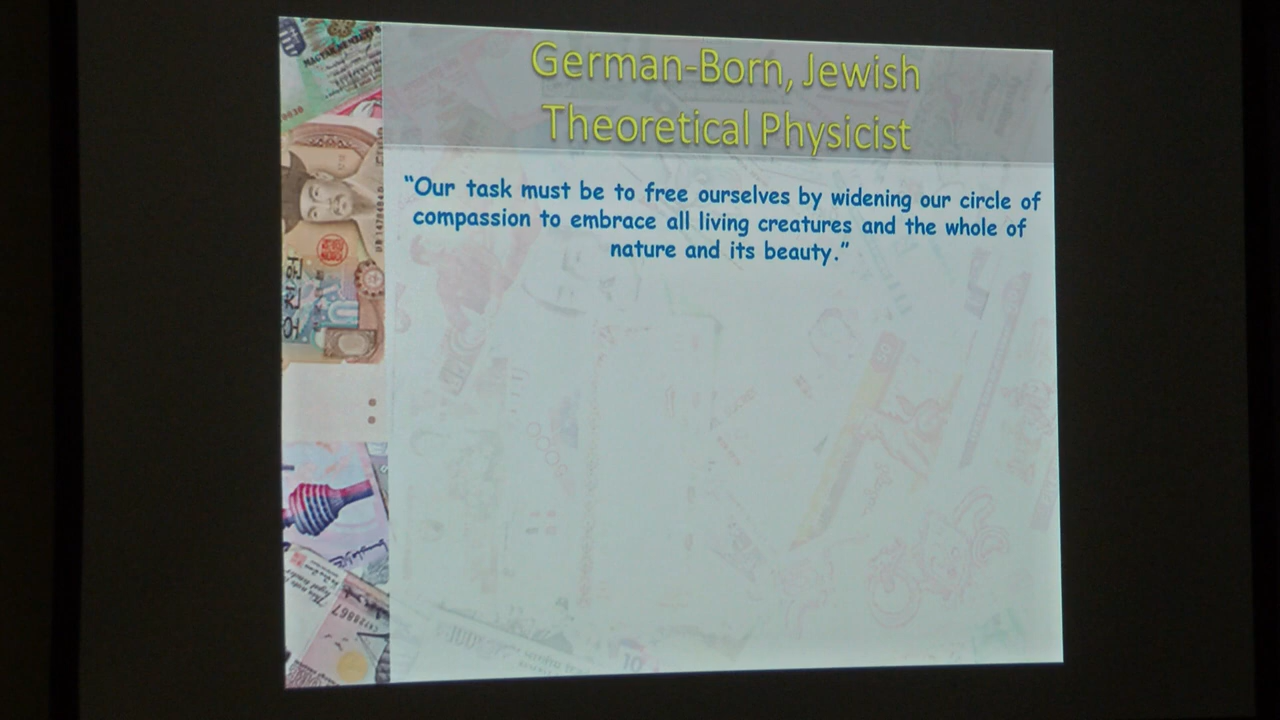 German-Born, Jewish
Theoretical Physicist
“Our task must be to free ourselves by widening our circle of
compassion to embrace all living creatures and the whole of
nature and its beauty.”